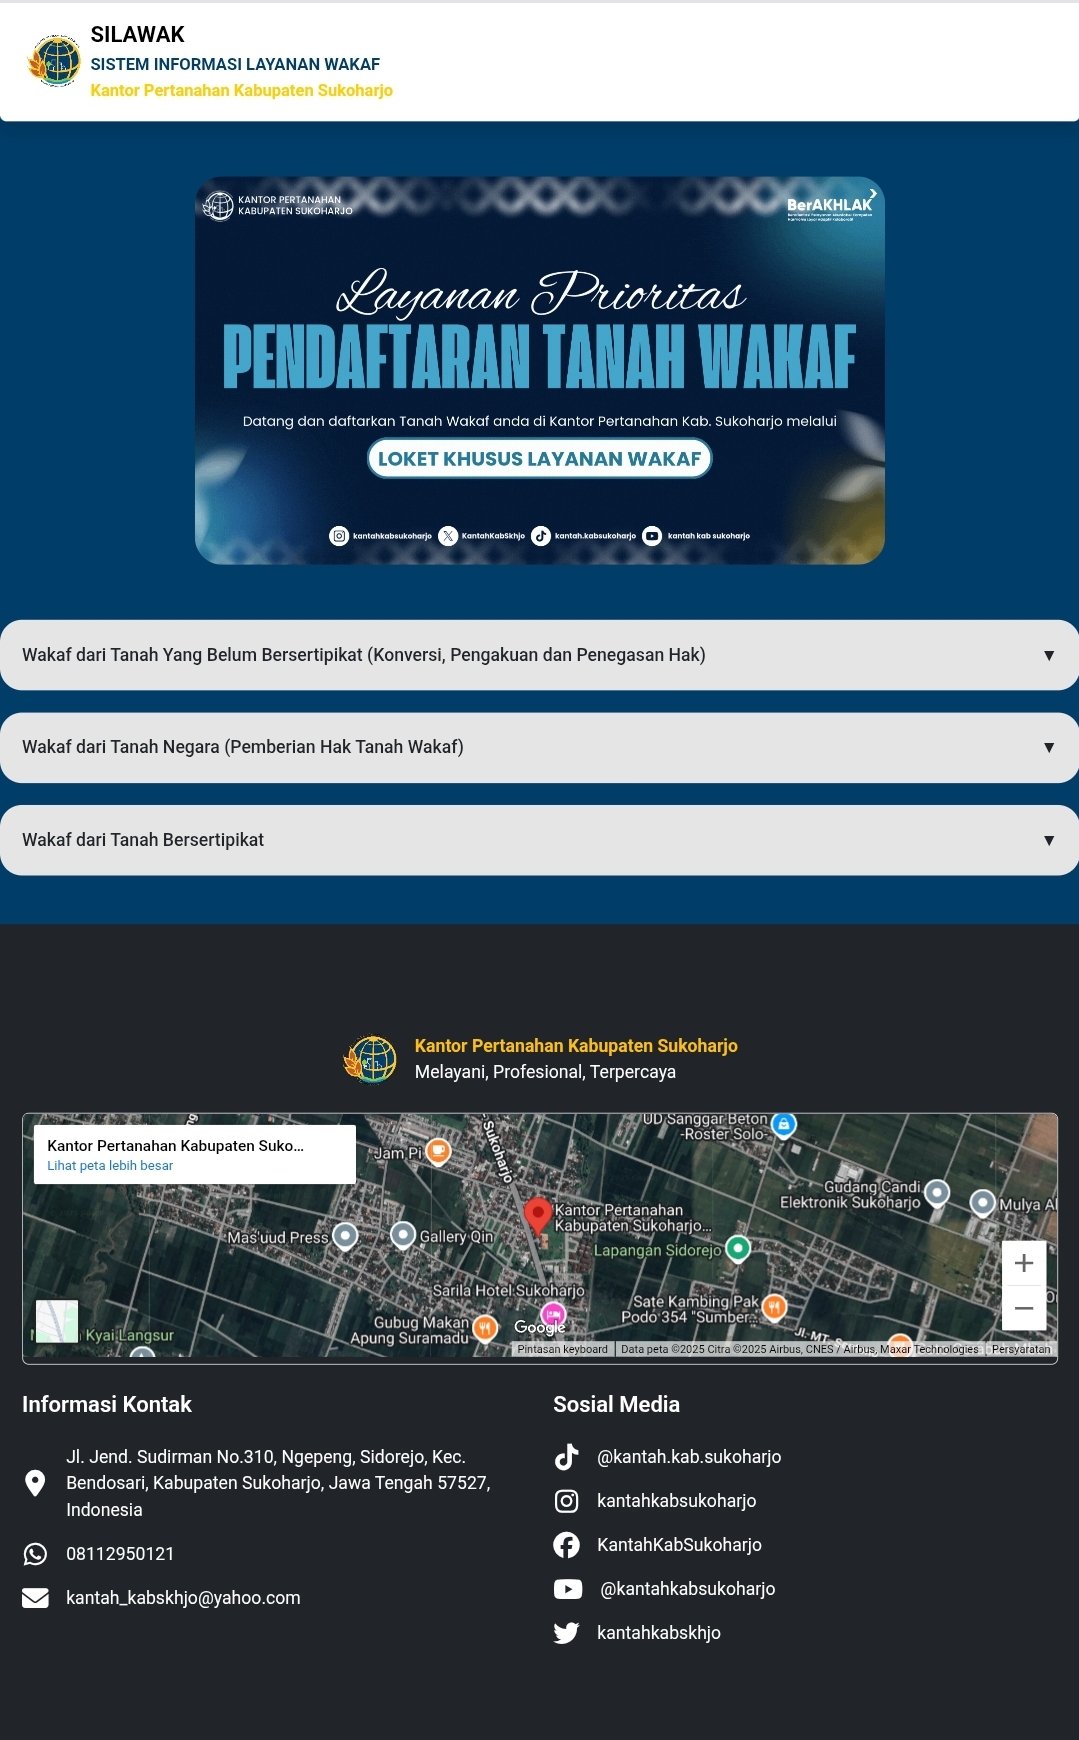 SILAWAK
SISTEM INFORMASI LAYANAN WAKAF
Kantor Pertanahan Kabupaten Sukoharjo
KANTOR PERTANAHAN
KABUPATEN SUKOHARJO
BerAKHLAK
Layanan Prioritas
PENDAFTARAN TANAH WAKAF
Datang dan daftarkan Tanah Wakaf anda di Kantor Pertanahan Kab. Sukoharjo melalui
LOKET KHUSUS LAYANAN WAKAF
kantahkabsukoharjo KantahKabSkhjo kantah.kabsukoharjo kantah kab sukoharjo
Wakaf dari Tanah Yang Belum Bersertipikat (Konversi, Pengakuan dan Penegasan Hak) ▼
Wakaf dari Tanah Negara (Pemberian Hak Tanah Wakaf) ▼
Wakaf dari Tanah Bersertipikat ▼
Kantor Pertanahan Kabupaten Sukoharjo
Melayani, Profesional, Terpercaya
Kantor Pertanahan Kabupaten Suko...
Lihat peta lebih besar
ng
Jam Pi
Sukoharjo
UD Sanggar Beton
-Roster Solo-
Gudang Candi
Elektronik Sukoharjo
Mulya Al
Kantor Pertanahan
Kabupaten Sukoharjo...
Mas'uud Press
Gallery Qin
Lapangan Sidorejo
Sarila Hotel Sukoharjo
Sate Kambing Pak
Podo 354 "Sumber...
Gubug Makan
Apung Suramadu
Kyai Langsur
JL. MT. S
Google
Pintasan keyboard
Data peta ©2025 Citra ©2025 Airbus, CNES / Airbus, Maxar Technologies
Persyaratan
Informasi Kontak
Jl. Jend. Sudirman No.310, Ngepeng, Sidorejo, Kec.
Bendosari, Kabupaten Sukoharjo, Jawa Tengah 57527,
Indonesia
08112950121
kantah_kabskhjo@yahoo.com
Sosial Media
@kantah.kab.sukoharjo
kantahkabsukoharjo
KantahKabSukoharjo
@kantahkabsukoharjo
kantahkabskhjo